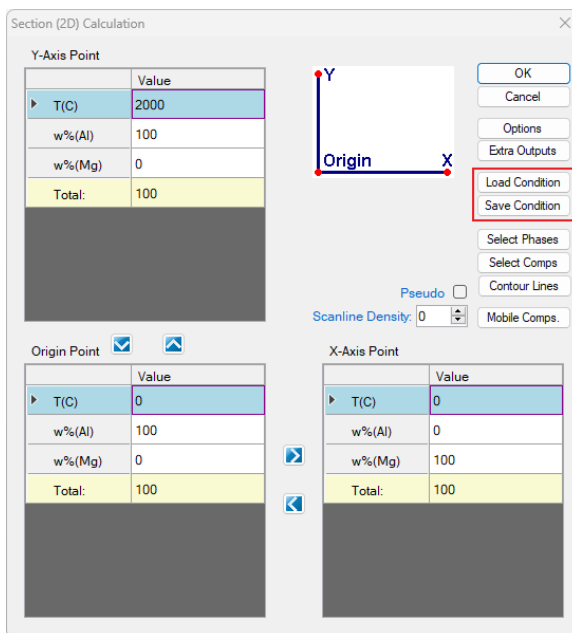 Section (2D) Calculation
Y-Axis Point
Value
T(C) 2000
w%(Al) 100
w%(Mg) 0
Total: 100
Y
Origin X
OK
Cancel
Options
Extra Outputs
Load Condition
Save Condition
Select Phases
Select Comps
Contour Lines
Pseudo
Scanline Density: 0
Mobile Comps.
Origin Point
Value
T(C) 0
w%(Al) 100
w%(Mg) 0
Total: 100
X-Axis Point
Value
T(C) 0
w%(Al) 0
w%(Mg) 100
Total: 100